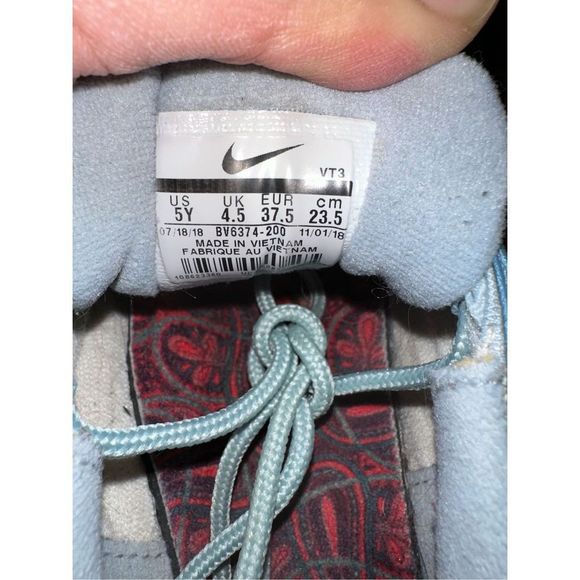 VT3
US UK EUR cm
5Y 4.5 37.5 23.5
07/18/18 BV6374-200 11/01/18
MADE IN VIETNAM
FABRIQUE AU VIETNAM